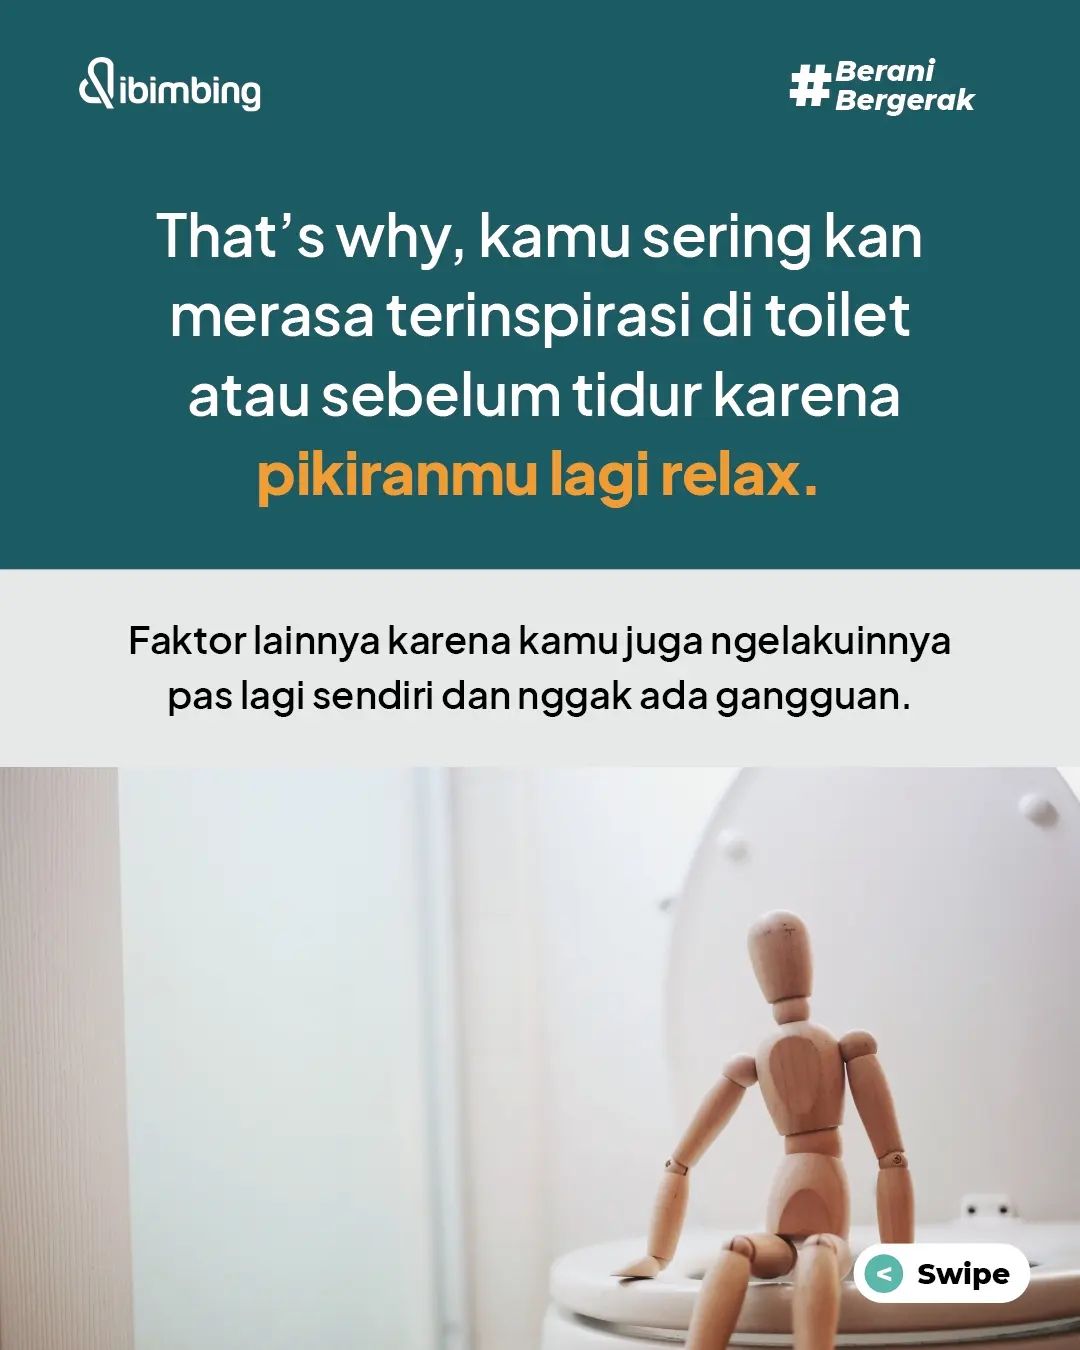 dibimbing
#Berani
Bergerak
That's why, kamu sering kan
merasa terinspirasi di toilet
atau sebelum tidur karena
pikiranmu lagi relax.
Faktor lainnya karena kamu juga ngelakuinnya
pas lagi sendiri dan nggak ada gangguan.
< Swipe